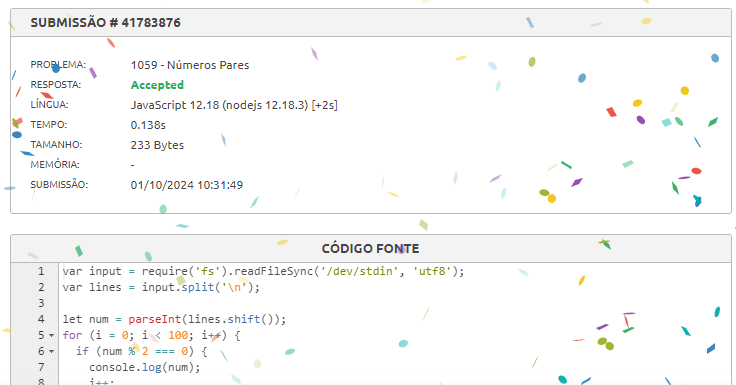 SUBMISSÃO # 41783876
PROBLEMA: 1059 - Números Pares
RESPOSTA: Accepted
LÍNGUA: JavaScript 12.18 (nodejs 12.18.3) [+2s]
TEMPO: 0.138s
TAMANHO: 233 Bytes
MEMÓRIA: -
SUBMISSÃO: 01/10/2024 10:31:49
CÓDIGO FONTE
1 var input = require('fs').readFileSync('/dev/stdin', 'utf8');
2 var lines = input.split('\n');
3
4 let num = parseInt(lines.shift());
5 for (i = 0; i < 100; i++) {
6 if (num % 2 === 0) {
7 console.log(num);
8 i++;